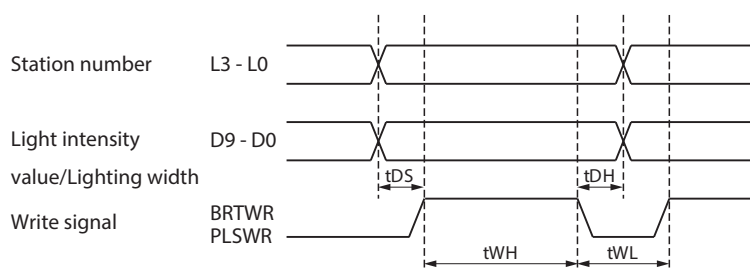 Station number L3 - L0
Light intensity D9 - D0
value/Lighting width
tDS tDH
Write signal BRTWR
PLSWR
tWH tWL